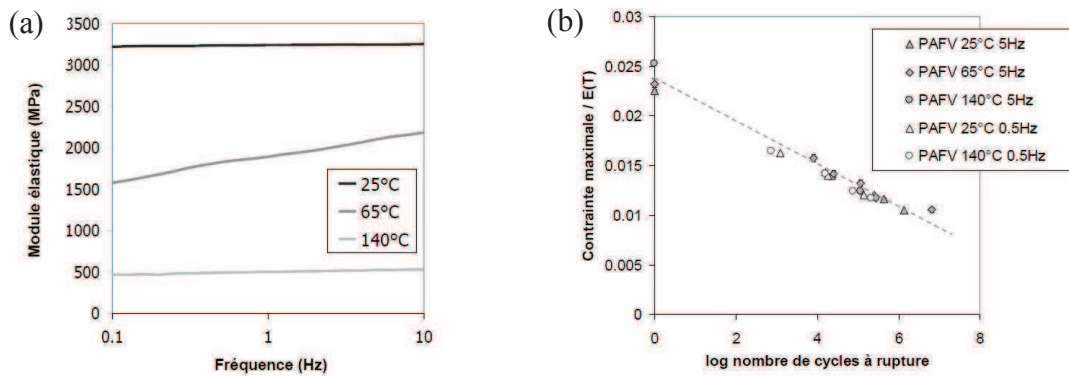 (a)
Module élastique (MPa)
3500
3000
2500
2000
1500
1000
500
0
0.1
1
10
Fréquence (Hz)
25°C
65°C
140°C
(b)
Contrainte maximale / E(T)
0.03
0.025
0.02
0.015
0.01
0.005
0
0
2
4
6
8
log nombre de cycles à rupture
PAFV 25°C 5Hz
PAFV 65°C 5Hz
PAFV 140°C 5Hz
PAFV 25°C 0.5Hz
PAFV 140°C 0.5Hz